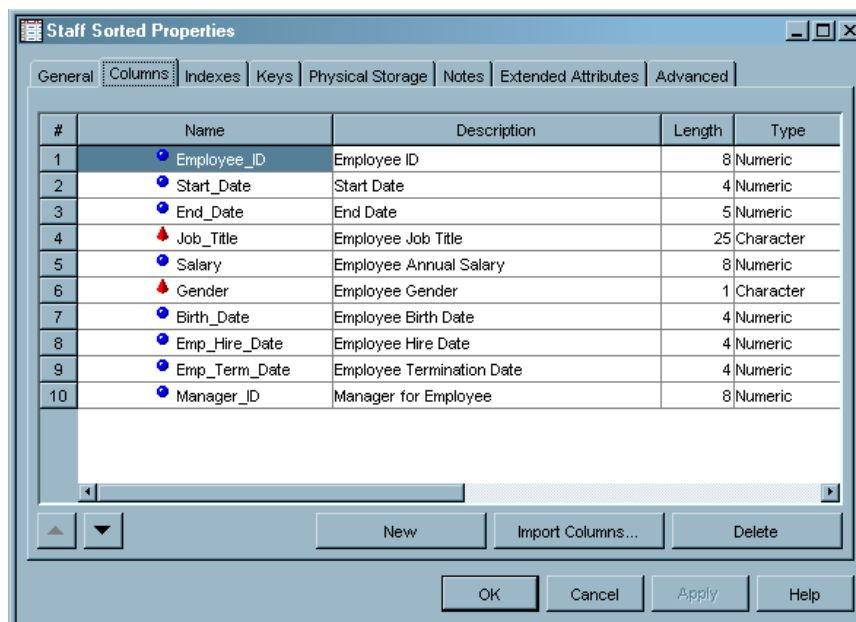 Staff Sorted Properties
General Columns Indexes Keys Physical Storage Notes Extended Attributes Advanced
# Name Description Length Type
1 Employee_ID Employee ID 8 Numeric
2 Start_Date Start Date 4 Numeric
3 End_Date End Date 5 Numeric
4 Job_Title Employee Job Title 25 Character
5 Salary Employee Annual Salary 8 Numeric
6 Gender Employee Gender 1 Character
7 Birth_Date Employee Birth Date 4 Numeric
8 Emp_Hire_Date Employee Hire Date 4 Numeric
9 Emp_Term_Date Employee Termination Date 4 Numeric
10 Manager_ID Manager for Employee 8 Numeric
New Import Columns... Delete
OK Cancel Apply Help